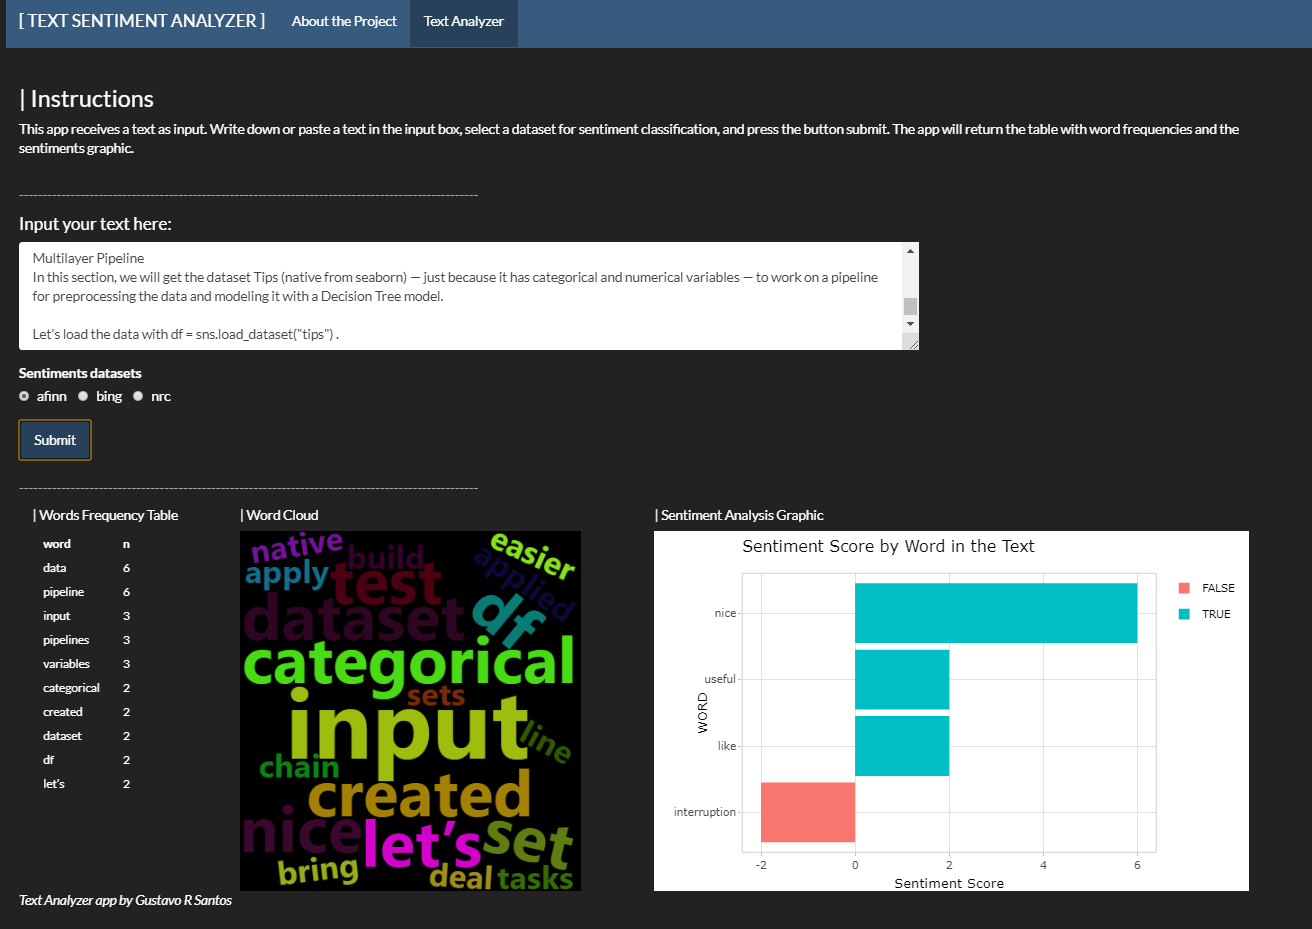 [ TEXT SENTIMENT ANALYZER ] About the Project Text Analyzer
| Instructions
This app receives a text as input. Write down or paste a text in the input box, select a dataset for sentiment classification, and press the button submit. The app will return the table with word frequencies and the
sentiments graphic.
Input your text here:
Multilayer Pipeline
In this section, we will get the dataset Tips (native from seaborn) — just because it has categorical and numerical variables — to work on a pipeline
for preprocessing the data and modeling it with a Decision Tree model.
Let’s load the data with df = sns.load_dataset("tips") .
Sentiments datasets
afinn bing nrc
Submit
| Words Frequency Table
word n
data 6
pipeline 6
input 3
pipelines 3
variables 3
categorical 2
created 2
dataset 2
df 2
let’s 2
| Word Cloud
native
build
easier
apply
test
applied
dataset
df
categorical
sets
input
line
chain
created
nice
let’s
set
bring
deal
tasks
| Sentiment Analysis Graphic
Sentiment Score by Word in the Text
WORD
nice
useful
like
interruption
-2 0 2 4 6
Sentiment Score
FALSE
TRUE
Text Analyzer app by Gustavo R Santos